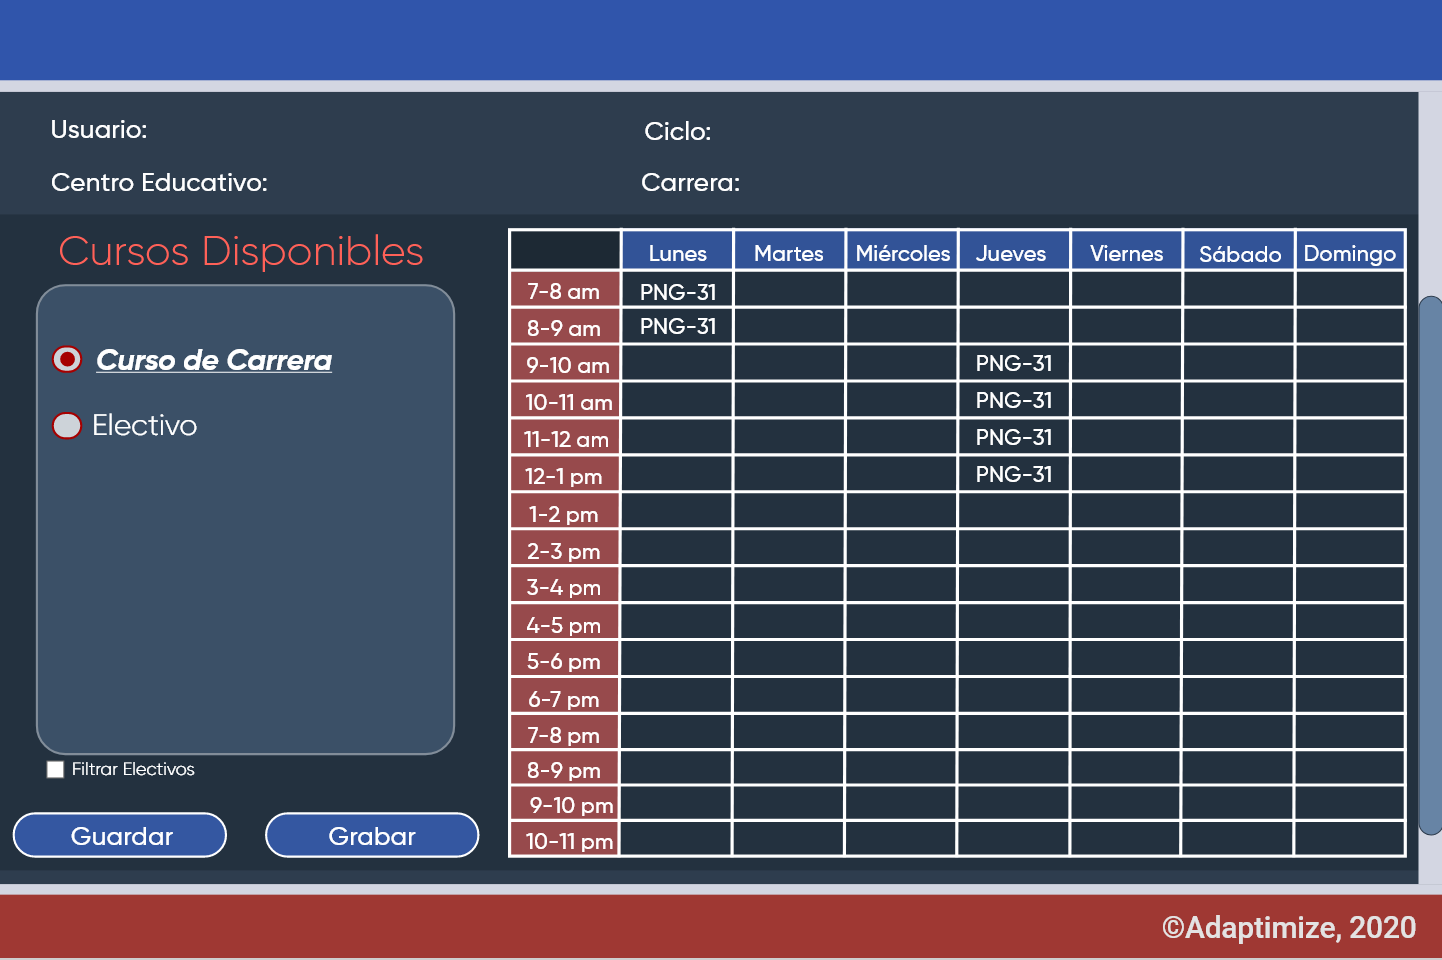 Usuario:
Ciclo:
Centro Educativo:
Carrera:
Cursos Disponibles
Curso de Carrera
Electivo
Filtrar Electivos
Guardar
Grabar
Lunes Martes Miércoles Jueves Viernes Sábado Domingo
7-8 am PNG-31
8-9 am PNG-31
9-10 am PNG-31
10-11 am PNG-31
11-12 am PNG-31
12-1 pm PNG-31
1-2 pm
2-3 pm
3-4 pm
4-5 pm
5-6 pm
6-7 pm
7-8 pm
8-9 pm
9-10 pm
10-11 pm
©Adaptimize, 2020